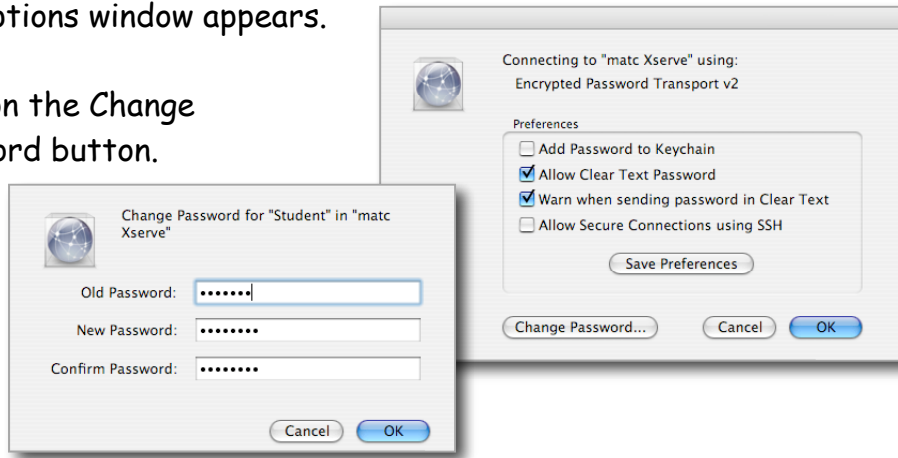 ptions window appears.
on the Change
ord button.
Connecting to "matc Xserve" using:
Encrypted Password Transport v2
Preferences
Add Password to Keychain
Allow Clear Text Password
Warn when sending password in Clear Text
Allow Secure Connections using SSH
Save Preferences
Change Password... Cancel OK
Change Password for "Student" in "matc
Xserve"
Old Password: •••••••
New Password: ••••••••
Confirm Password: ••••••••
Cancel OK